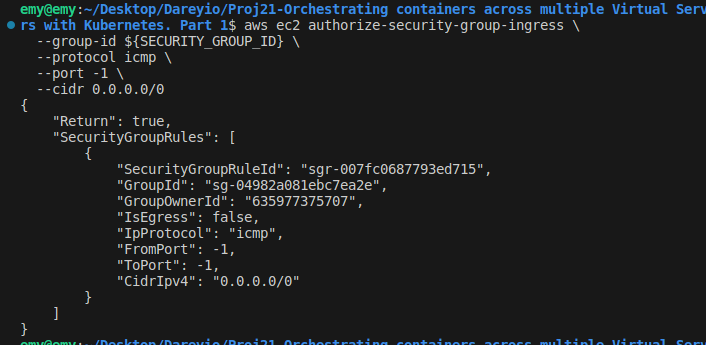 emy@emy:~/Desktop/Dareyio/Proj21-Orchestrating containers across multiple Virtual Serve
rs with Kubernetes. Part 1$ aws ec2 authorize-security-group-ingress \
--group-id ${SECURITY_GROUP_ID} \
--protocol icmp \
--port -1 \
--cidr 0.0.0.0/0
{
"Return": true,
"SecurityGroupRules": [
{
"SecurityGroupRuleId": "sgr-007fc0687793ed715",
"GroupId": "sg-04982a081ebc7ea2e",
"GroupOwnerId": "635977375707",
"IsEgress": false,
"IpProtocol": "icmp",
"FromPort": -1,
"ToPort": -1,
"CidrIpv4": "0.0.0.0/0"
}
]
}
emy@emy:~/Desktop/Dareyio/Proj21-Orchestrating containers across multiple Virtual Serv